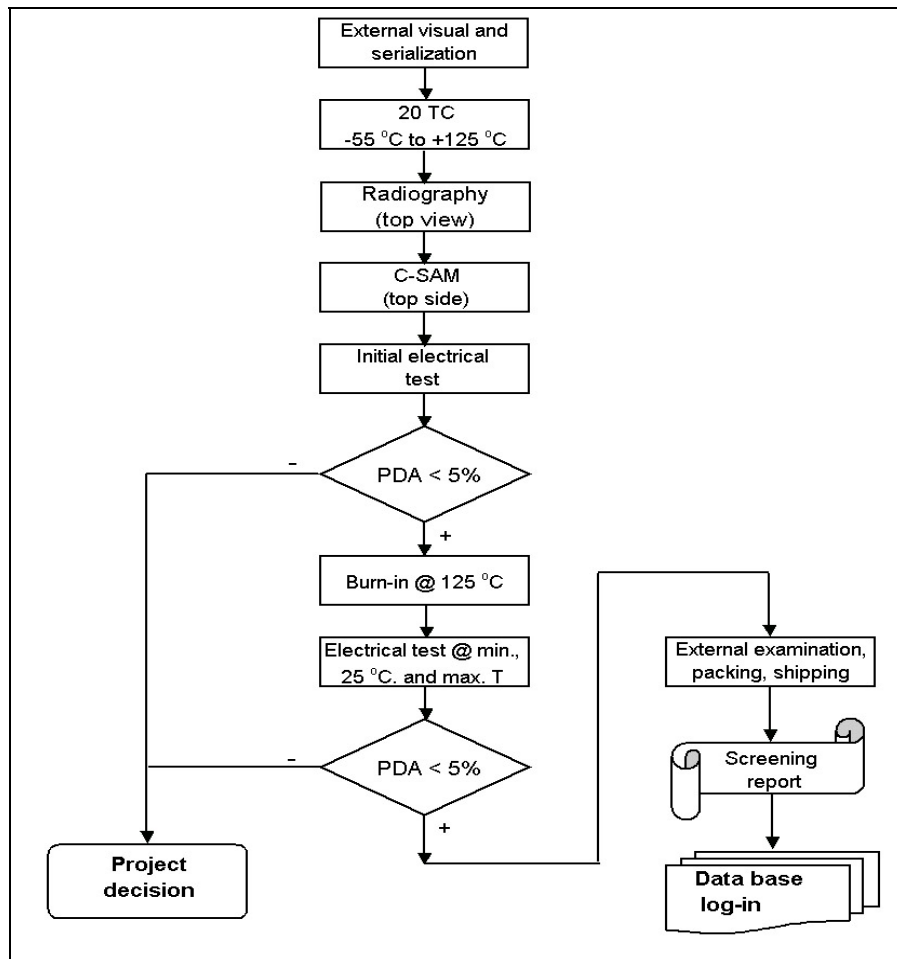 External visual and
serialization
20 TC
-55 °C to +125 °C
Radiography
(top view)
C-SAM
(top side)
Initial electrical
test
-
PDA < 5%
+
Burn-in @ 125 °C
Electrical test @ min.,
25 °C. and max. T
-
PDA < 5%
+
Project
decision
External examination,
packing, shipping
Screening
report
Data base
log-in